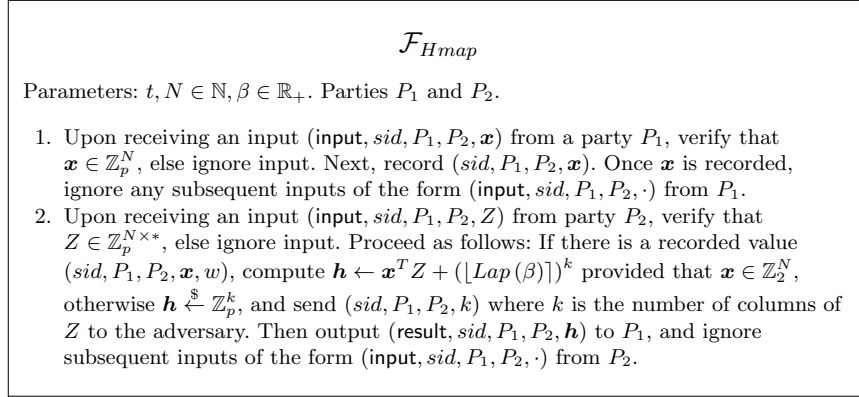 𝓕_{Hmap}
Parameters: t, N ∈ ℕ, β ∈ ℝ₊. Parties P₁ and P₂.
1. Upon receiving an input (input, sid, P₁, P₂, 𝒙) from a party P₁, verify that
𝒙 ∈ ℤ_p^N, else ignore input. Next, record (sid, P₁, P₂, 𝒙). Once 𝒙 is recorded,
ignore any subsequent inputs of the form (input, sid, P₁, P₂, ·) from P₁.
2. Upon receiving an input (input, sid, P₁, P₂, Z) from party P₂, verify that
Z ∈ ℤ_p^{N×*}, else ignore input. Proceed as follows: If there is a recorded value
(sid, P₁, P₂, 𝒙, w), compute 𝒉 ← 𝒙^T Z + (⌊Lap (β)⌉)^k provided that 𝒙 ∈ ℤ_2^N,
otherwise 𝒉 ←$ ℤ_p^k, and send (sid, P₁, P₂, k) where k is the number of columns of
Z to the adversary. Then output (result, sid, P₁, P₂, 𝒉) to P₁, and ignore
subsequent inputs of the form (input, sid, P₁, P₂, ·) from P₂.